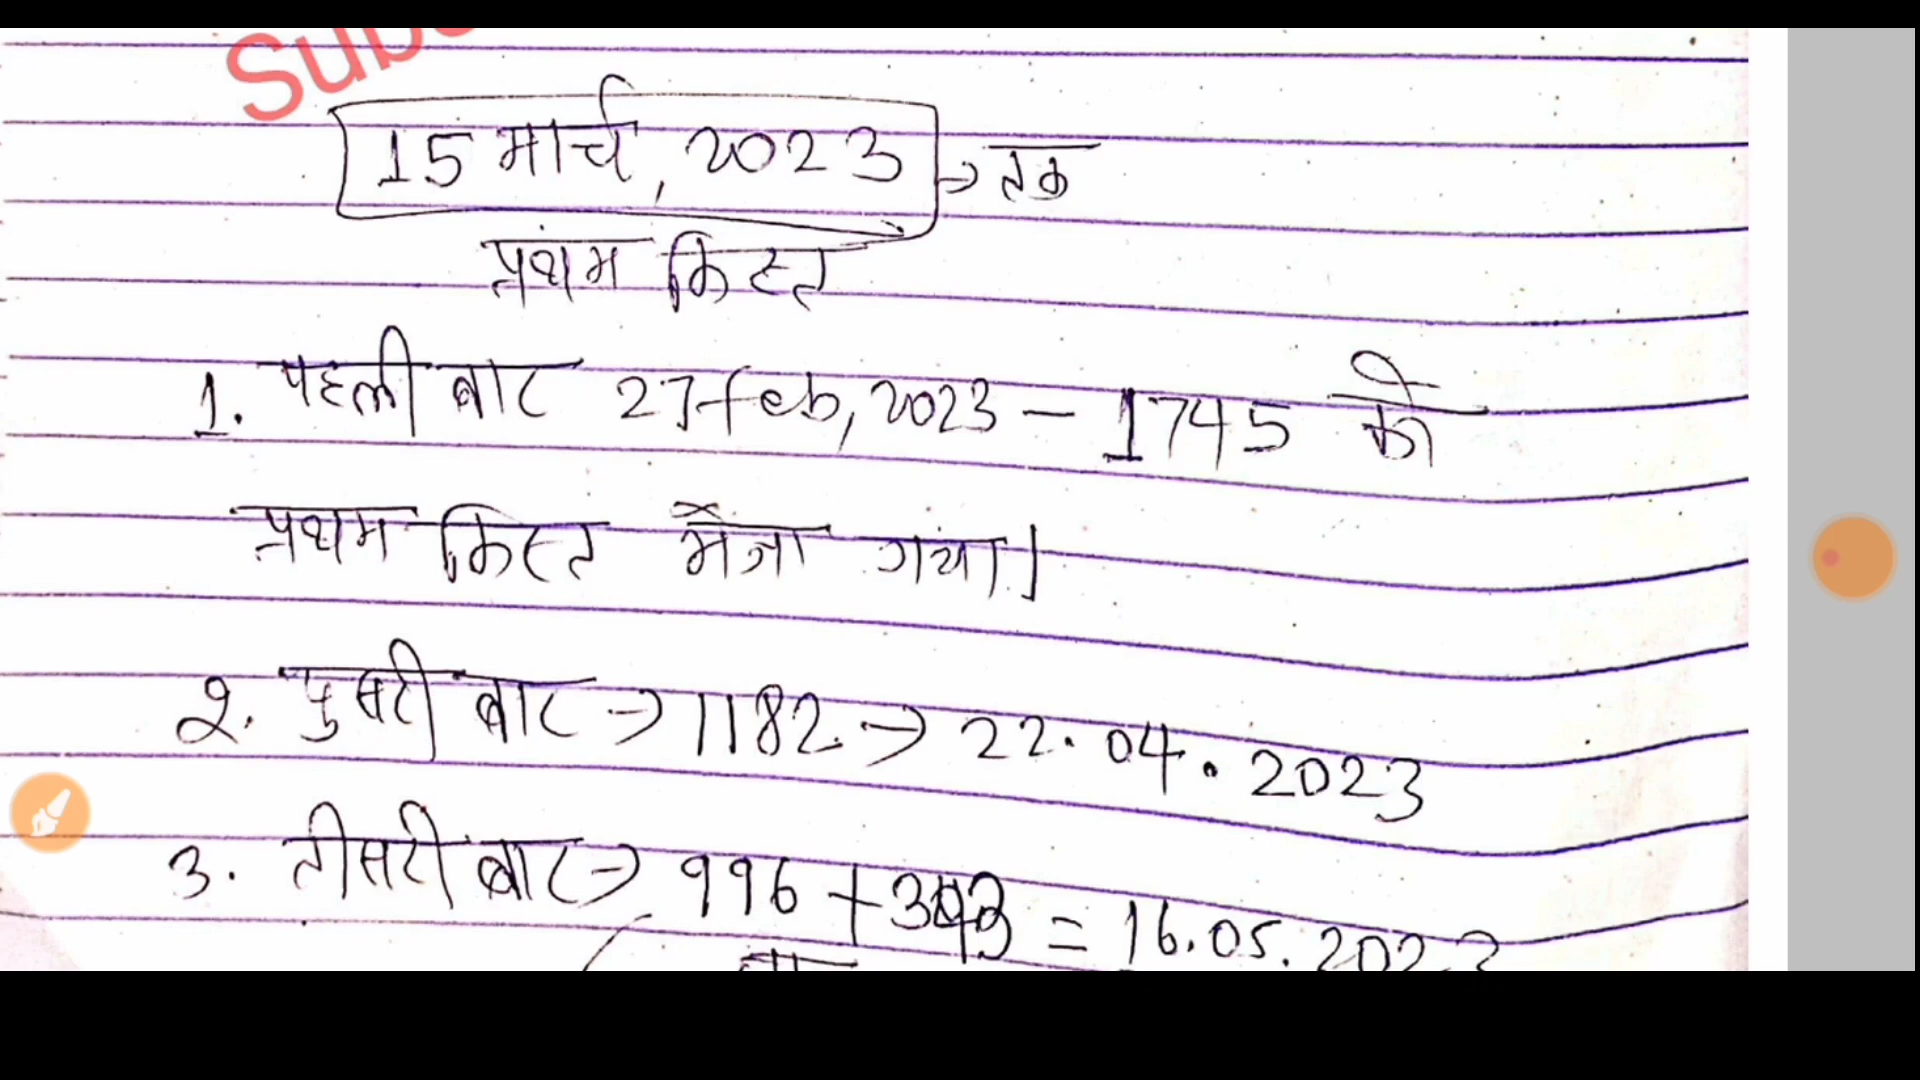 15 मार्च, 2023 → तक
प्रथम किस्त
1. पहली बार 27 Feb, 2023 – 1745 को
प्रथम किस्त भेजा गया।
2. दुसरी बार → 1182 → 22.04.2023
3. तीसरी बार → 996 + = 16.05.2023